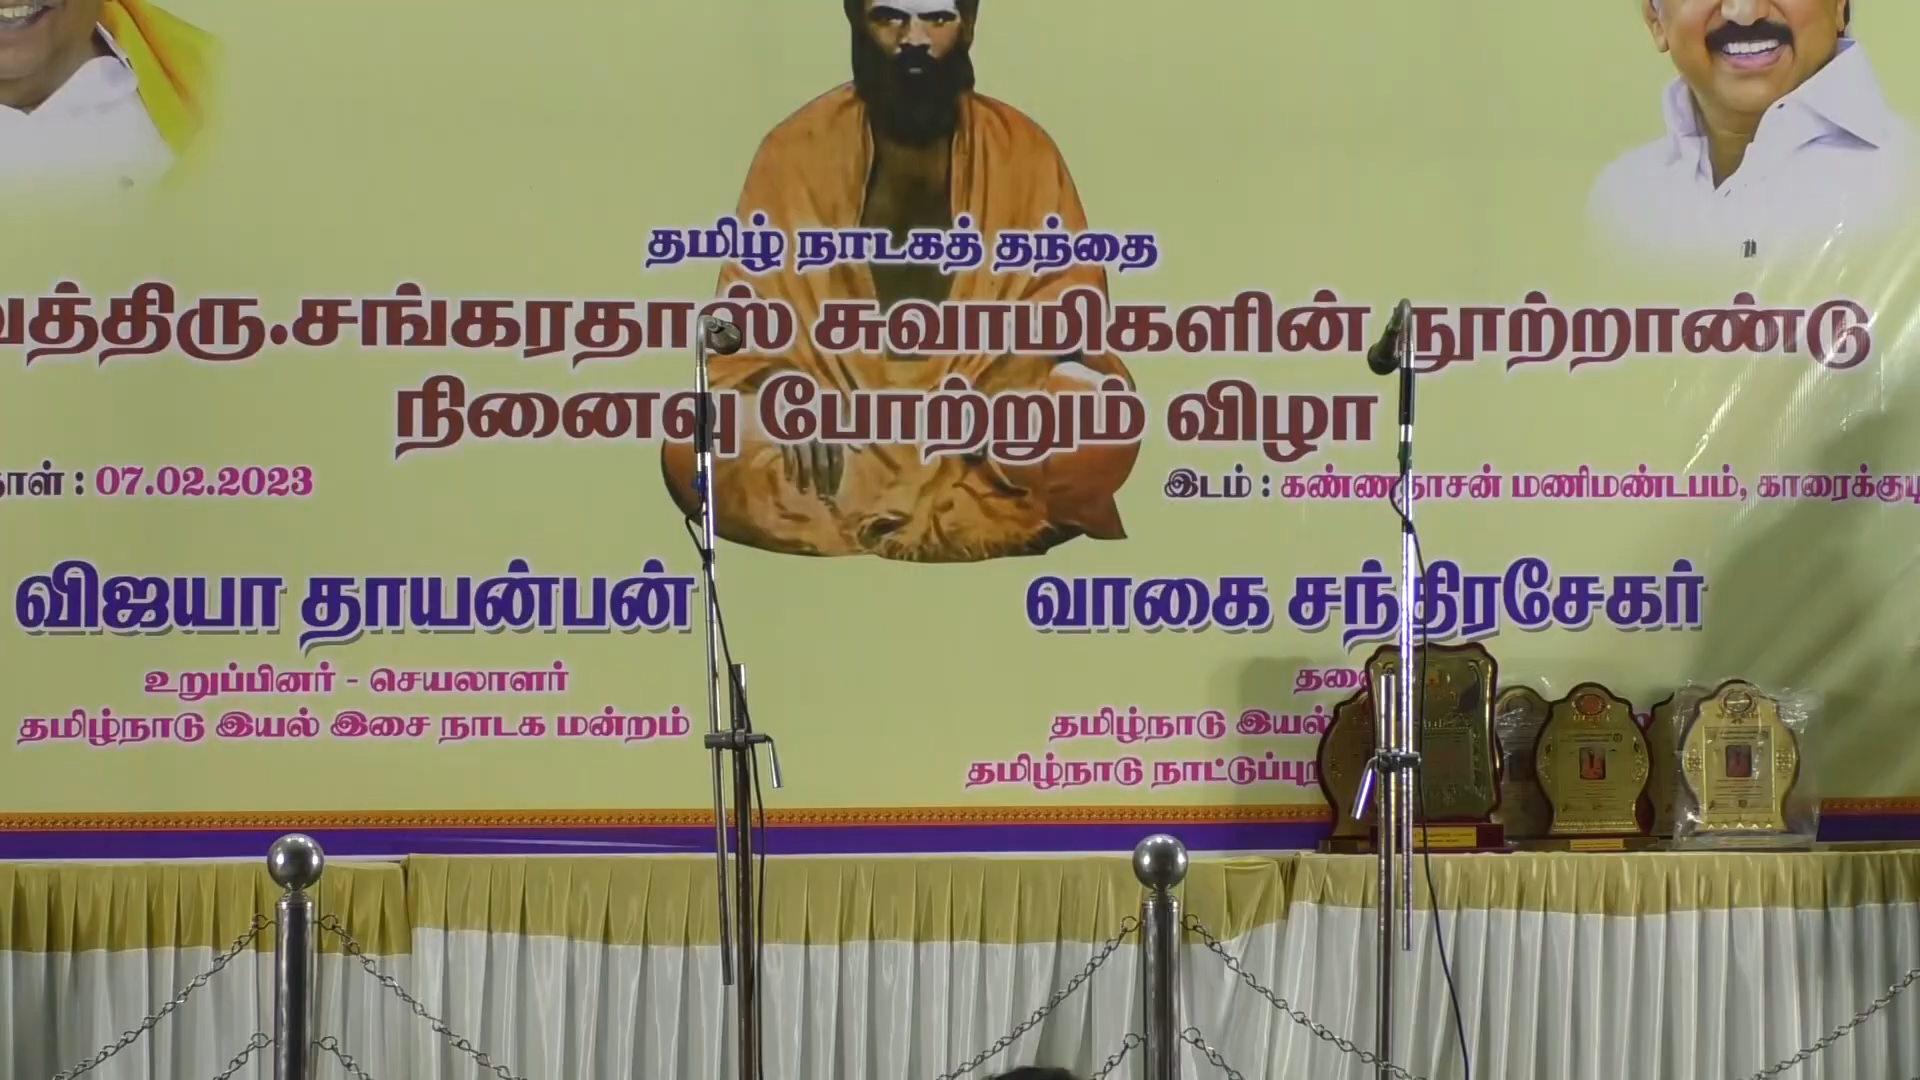 தமிழ் நாடகத் தந்தை
சங்கரதாஸ் சுவாமிகளின் நூற்றாண்டு
நினைவு போற்றும் விழா
: 07.02.2023
இடம் : கண்ணதாசன் மணிமண்டபம்,
விஜயா தாயன்பன்
வாகை சந்திரசேகர்
உறுப்பினர் - செயலாளர்
தமிழ்நாடு இயல் இசை நாடக மன்றம்
தமிழ்நாடு இயல்
தமிழ்நாடு